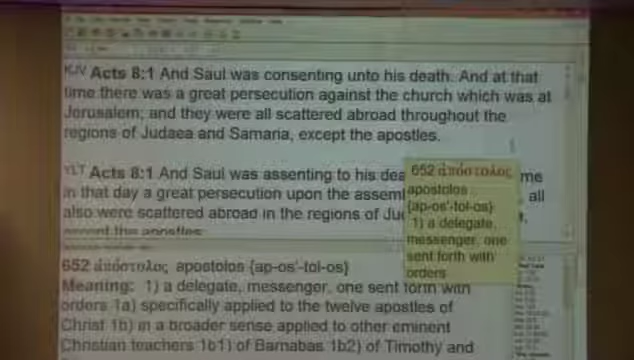 KJV Acts 8:1 And Saul was consenting unto his death. And at that
time there was a great persecution against the church which was at
Jerusalem; and they were all scattered abroad throughout the
regions of Judaea and Samaria, except the apostles.
YLT Acts 8:1 And Saul was assenting to his dea me
in that day a great persecution upon the assem all
also were scattered abroad in the regions of Ju
except the apostles
652 ἀπόστολος
apostolos
{ap-os'-tol-os}
1) a delegate,
messenger, one
sent forth with
orders
652 ἀπόστολος apostolos {ap-os'-tol-os}
Meaning: 1) a delegate, messenger, one sent forth with
orders 1a) specifically applied to the twelve apostles of
Christ 1b) in a broader sense applied to other eminent
Christian teachers 1b1) of Barnabas 1b2) of Timothy and